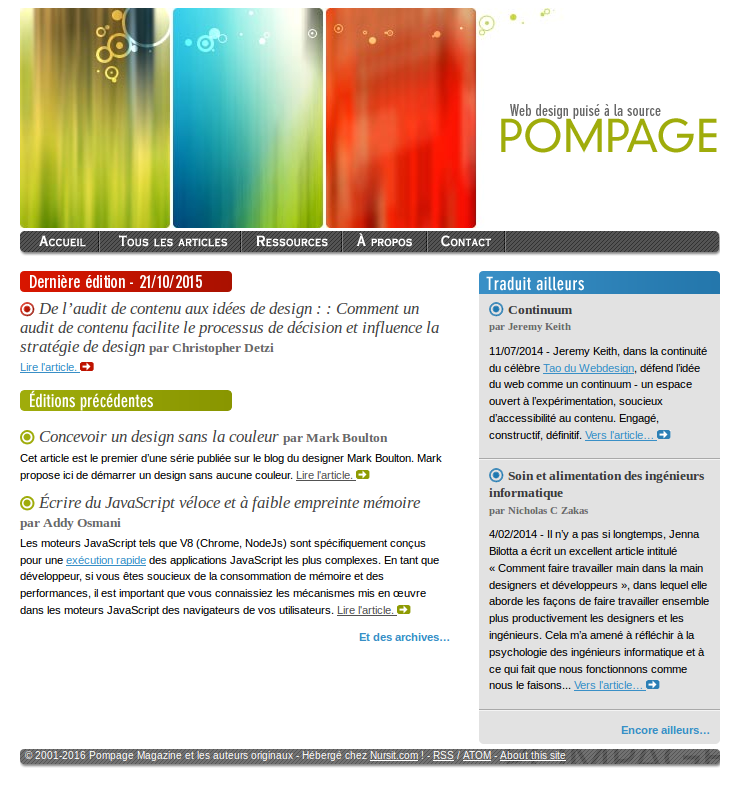 Web design puisé à la source
POMPAGE
Accueil
Tous les articles
Ressources
À propos
Contact
Dernière édition - 21/10/2015
De l’audit de contenu aux idées de design : : Comment un
audit de contenu facilite le processus de décision et influence la
stratégie de design par Christopher Detzi
Lire l'article.
Éditions précédentes
Concevoir un design sans la couleur par Mark Boulton
Cet article est le premier d’une série publiée sur le blog du designer Mark Boulton. Mark
propose ici de démarrer un design sans aucune couleur. Lire l'article.
Écrire du JavaScript véloce et à faible empreinte mémoire
par Addy Osmani
Les moteurs JavaScript tels que V8 (Chrome, NodeJs) sont spécifiquement conçus
pour une exécution rapide des applications JavaScript les plus complexes. En tant que
développeur, si vous êtes soucieux de la consommation de mémoire et des
performances, il est important que vous connaissiez les mécanismes mis en œuvre
dans les moteurs JavaScript des navigateurs de vos utilisateurs. Lire l'article.
Et des archives…
Traduit ailleurs
Continuum
par Jeremy Keith
11/07/2014 - Jeremy Keith, dans la continuité
du célèbre Tao du Webdesign, défend l’idée
du web comme un continuum - un espace
ouvert à l’expérimentation, soucieux
d’accessibilité au contenu. Engagé,
constructif, définitif. Vers l'article…
Soin et alimentation des ingénieurs
informatique
par Nicholas C Zakas
4/02/2014 - Il n’y a pas si longtemps, Jenna
Bilotta a écrit un excellent article intitulé
« Comment faire travailler main dans la main
designers et développeurs », dans lequel elle
aborde les façons de faire travailler ensemble
plus productivement les designers et les
ingénieurs. Cela m’a amené à réfléchir à la
psychologie des ingénieurs informatique et à
ce qui fait que nous fonctionnons comme
nous le faisons... Vers l'article…
Encore ailleurs…
© 2001-2016 Pompage Magazine et les auteurs originaux - Hébergé chez Nursit.com ! - RSS / ATOM - About this site
POMPAGE